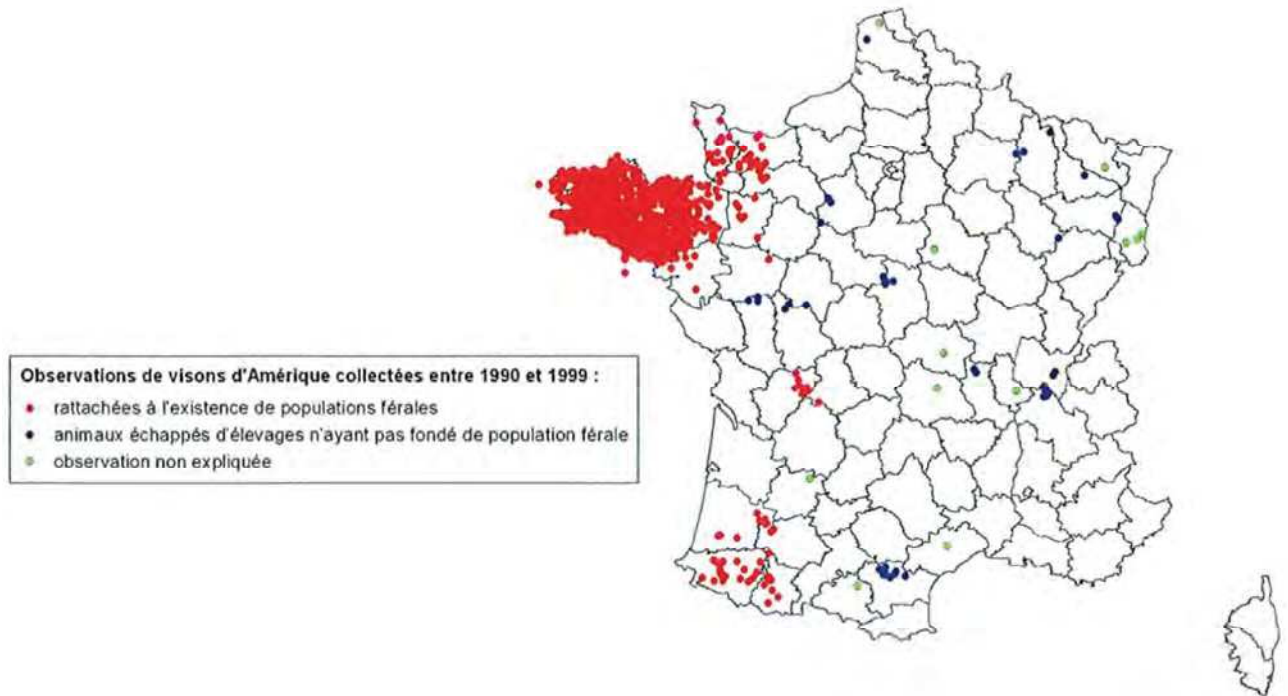 Observations de visons d'Amérique collectées entre 1990 et 1999 :
rattachées à l'existence de populations férales
animaux échappés d'élevages n'ayant pas fondé de population férale
observation non expliquée